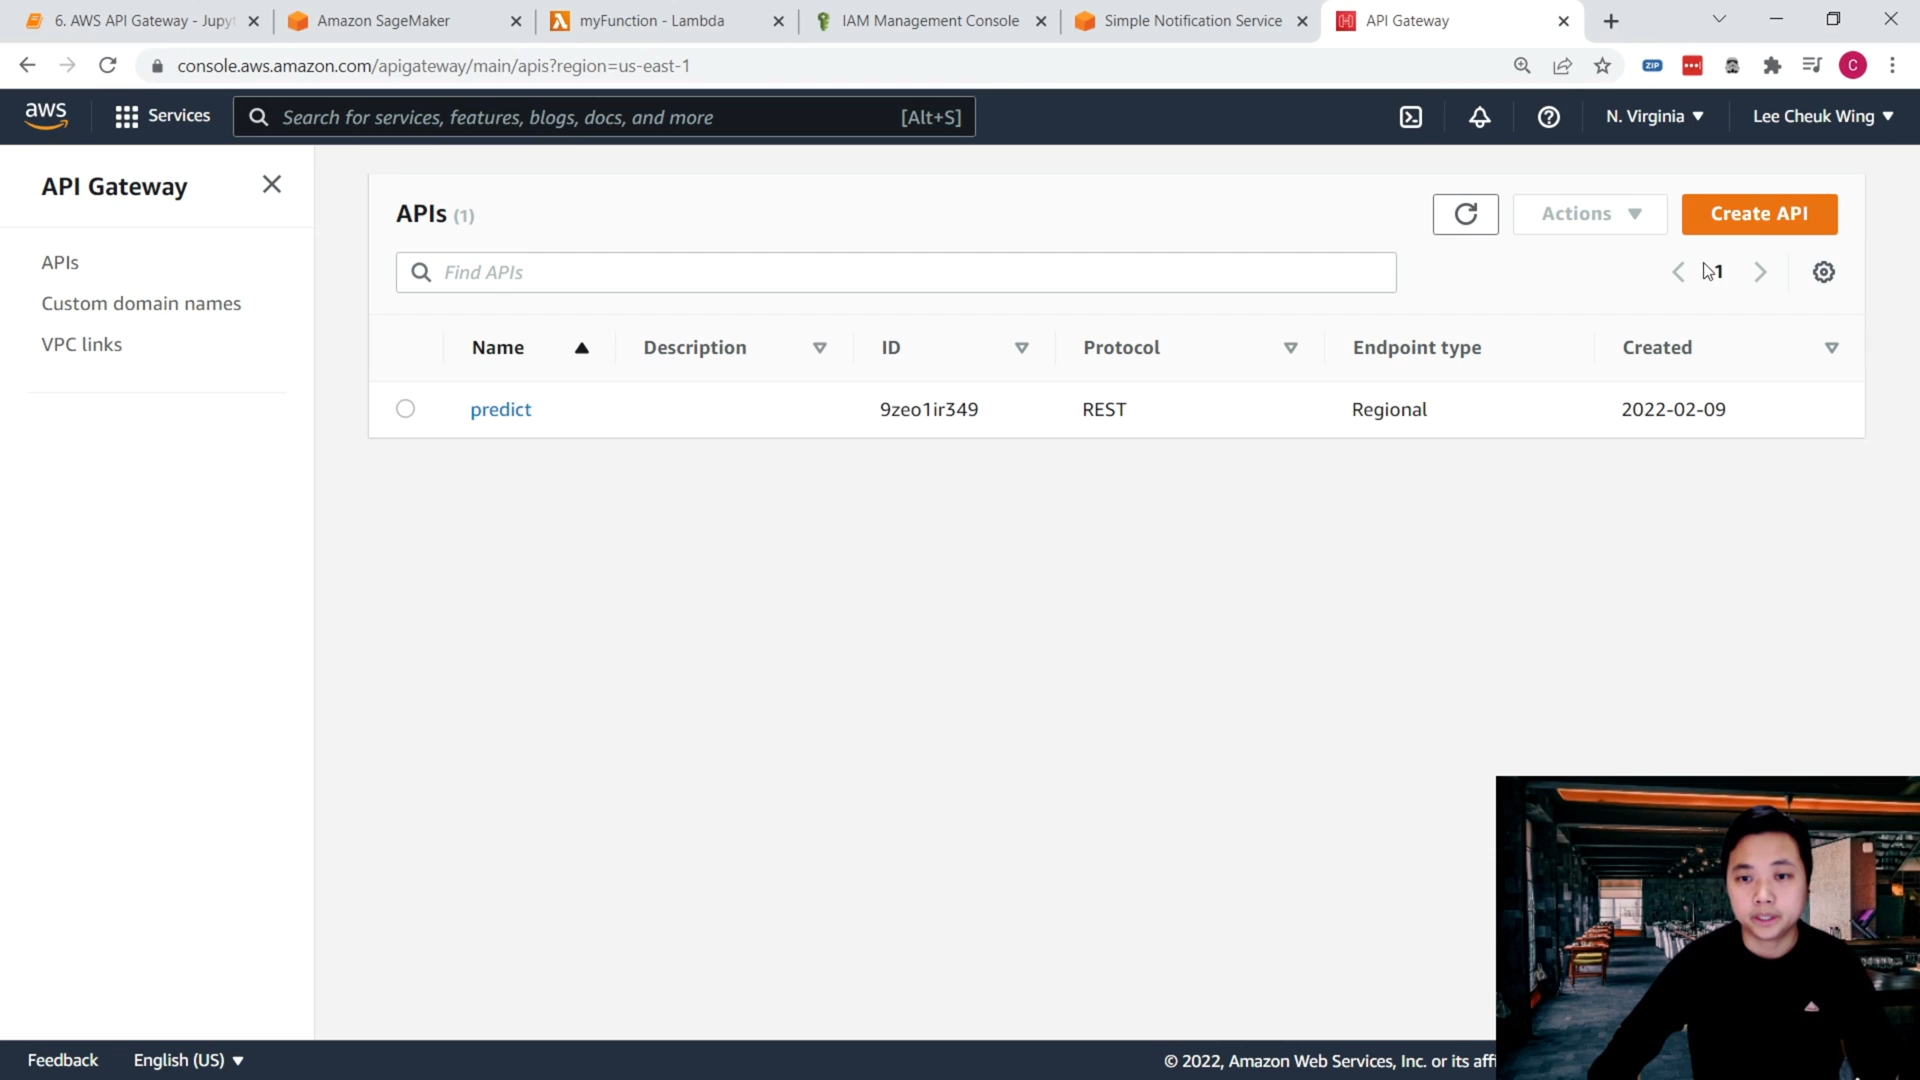 6. AWS API Gateway - Jupyt
Amazon SageMaker
myFunction - Lambda
IAM Management Console
Simple Notification Service
API Gateway
console.aws.amazon.com/apigateway/main/apis?region=us-east-1
ZIP
C
aws
Services
Search for services, features, blogs, docs, and more
[Alt+S]
N. Virginia
Lee Cheuk Wing
API Gateway
APIs
Custom domain names
VPC links
APIs (1)
Actions
Create API
Find APIs
1
Name
Description
ID
Protocol
Endpoint type
Created
predict
9zeo1ir349
REST
Regional
2022-02-09
Feedback
English (US)
© 2022, Amazon Web Services, Inc. or its affi